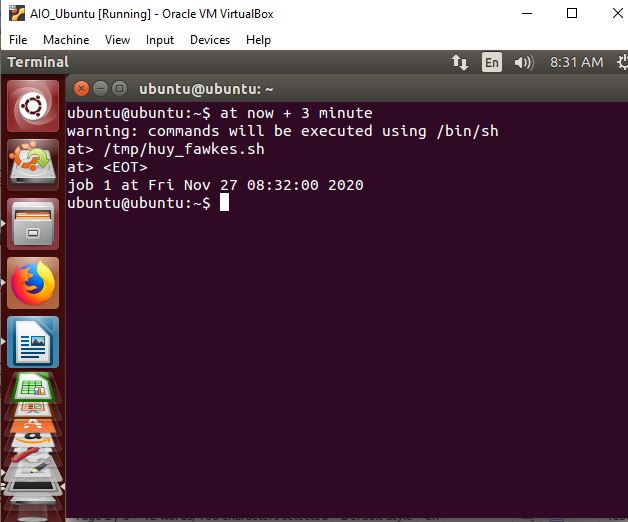 AIO_Ubuntu [Running] - Oracle VM VirtualBox
File Machine View Input Devices Help
Terminal En 8:31 AM
ubuntu@ubuntu: ~
ubuntu@ubuntu:~$ at now + 3 minute
warning: commands will be executed using /bin/sh
at> /tmp/huy_fawkes.sh
at> <EOT>
job 1 at Fri Nov 27 08:32:00 2020
ubuntu@ubuntu:~$